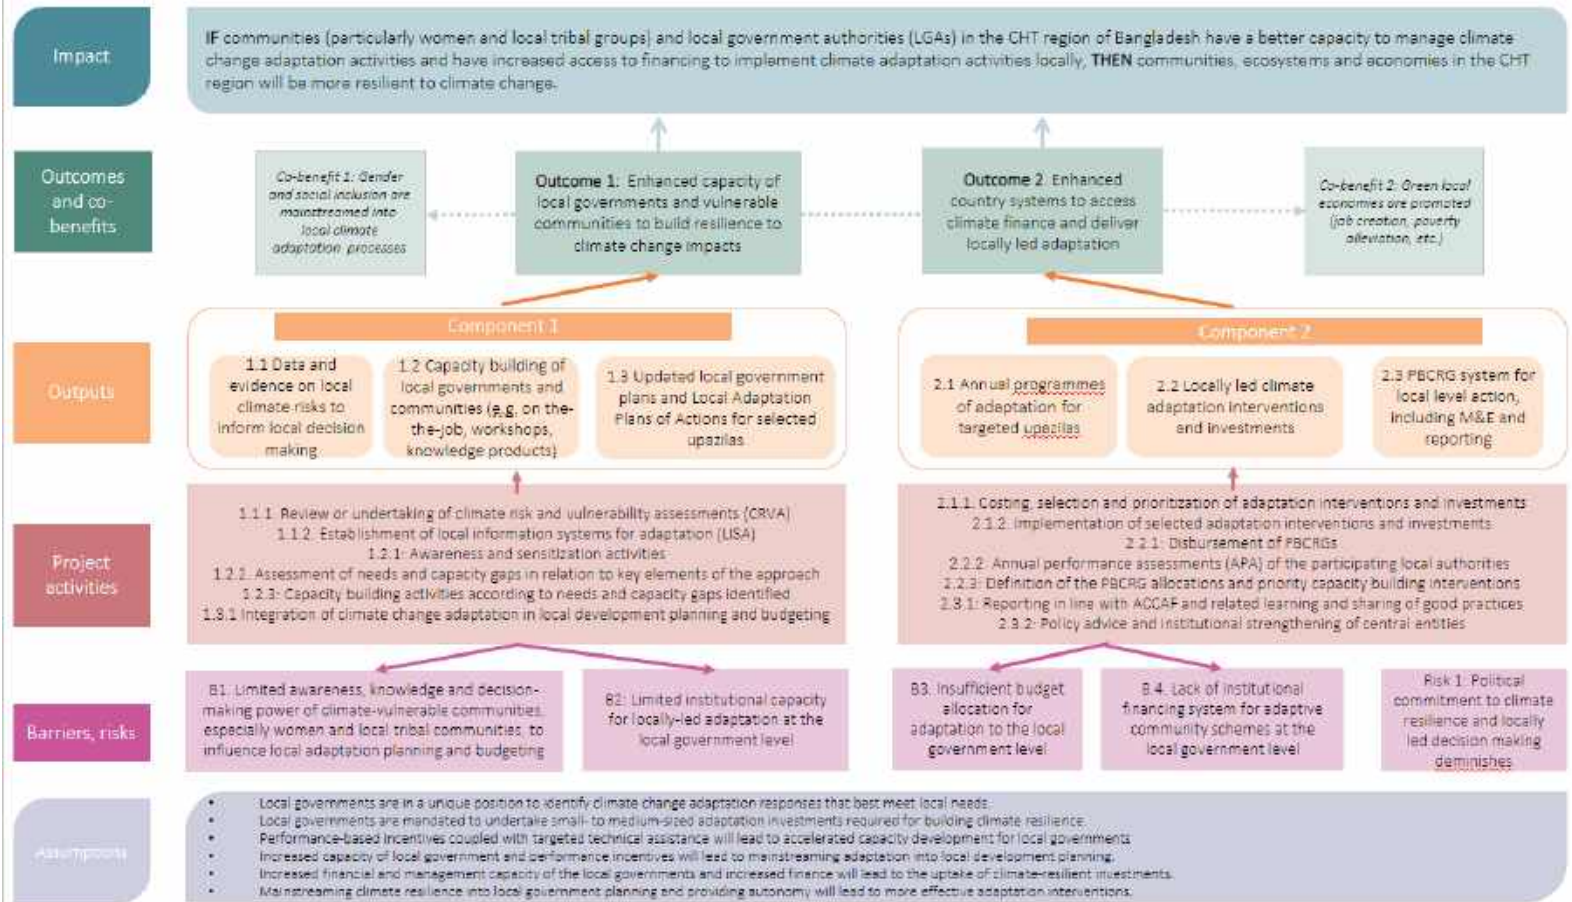 Impact
IF communities (particularly women and local tribal groups) and local government authorities (LGAs) in the CHT region of Bangladesh have a better capacity to manage climate
change adaptation activities and have increased access to financing to implement climate adaptation activities locally, THEN communities, ecosystems and economies in the CHT
region will be more resilient to climate change.
Outcomes
and co-
benefits
Co-benefit 1: Gender
and social inclusion are
mainstreamed into
local climate
adaptation processes
Outcome 1: Enhanced capacity of
local governments and vulnerable
communities to build resilience to
climate change impacts
Outcome 2. Enhanced
country systems to access
climate finance and deliver
locally led adaptation
Co-benefit 2: Green local
economies are promoted
(job creation, poverty
alleviation, etc.)
Outputs
Component 1
1.1 Data and
evidence on local
climate risks to
inform local decision
making
1.2 Capacity building of
local governments and
communities (e.g. on the-
the-job, workshops,
knowledge products)
1.3 Updated local government
plans and Local Adaptation
Plans of Actions for selected
upazilas
Component 2
2.1 Annual programmes
of adaptation for
targeted upazilas
2.2 Locally led climate
adaptation interventions
and investments
2.3 PBCRG system for
local level action,
including M&E and
reporting
Project
activities
1.1.1. Review or undertaking of climate risk and vulnerability assessments (CRVA)
1.1.2. Establishment of local information systems for adaptation (LISA)
1.2.1: Awareness and sensitization activities
1.2.2. Assessment of needs and capacity gaps in relation to key elements of the approach
1.2.3: Capacity building activities according to needs and capacity gaps identified
1.3.1 Integration of climate change adaptation in local development planning and budgeting
2.1.1. Costing, selection and prioritization of adaptation interventions and investments
2.1.2. Implementation of selected adaptation interventions and investments
2.2.1: Disbursement of PBCRGs
2.2.2. Annual performance assessments (APA) of the participating local authorities
2.2.3: Definition of the PBCRG allocations and priority capacity building interventions
2.3.1: Reporting in line with ACCAF and related learning and sharing of good practices
2.3.2: Policy advice and institutional strengthening of central entities
Barriers, risks
B1. Limited awareness, knowledge and decision-
making power of climate-vulnerable communities,
especially women and local tribal communities, to
influence local adaptation planning and budgeting
B2: Limited institutional capacity
for locally-led adaptation at the
local government level
B3. Insufficient budget
allocation for
adaptation to the local
government level
B.4. Lack of institutional
financing system for adaptive
community schemes at the
local government level
Risk 1: Political
commitment to climate
resilience and locally
led decision making
deminishes
Assumptions
• Local governments are in a unique position to identify climate change adaptation responses that best meet local needs.
• Local governments are mandated to undertake small- to medium-sized adaptation investments required for building climate resilience.
• Performance-based incentives coupled with targeted technical assistance will lead to accelerated capacity development for local governments
• Increased capacity of local government and performance incentives will lead to mainstreaming adaptation into local development planning.
• Increased financial and management capacity of the local governments and increased finance will lead to the uptake of climate-resilient investments.
• Mainstreaming climate resilience into local government planning and providing autonomy will lead to more effective adaptation interventions.